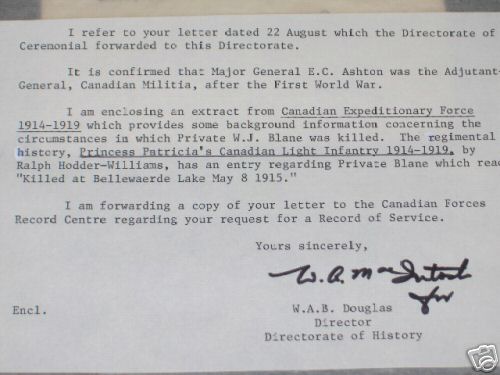 I refer to your letter dated 22 August which the Directorate of
Ceremonial forwarded to this Directorate.
It is confirmed that Major General E.C. Ashton was the Adjutant-
General, Canadian Militia, after the First World War.
I am enclosing an extract from Canadian Expeditionary Force
1914-1919 which provides some background information concerning the
circumstances in which Private W.J. Blane was killed. The regimental
history, Princess Patricia's Canadian Light Infantry 1914-1919, by
Ralph Hodder-Williams, has an entry regarding Private Blane which rea
"Killed at Bellewaerde Lake May 8 1915."
I am forwarding a copy of your letter to the Canadian Forces
Record Centre regarding your request for a Record of Service.
Yours sincerely,
W.A. MacIntosh
for
Encl.
W.A.B. Douglas
Director
Directorate of History
ebY